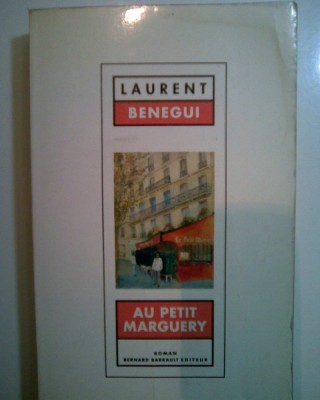 LAURENT
BENEGUI
AU PETIT
MARGUERY
ROMAN
BERNARD BARRAULT EDITEUR